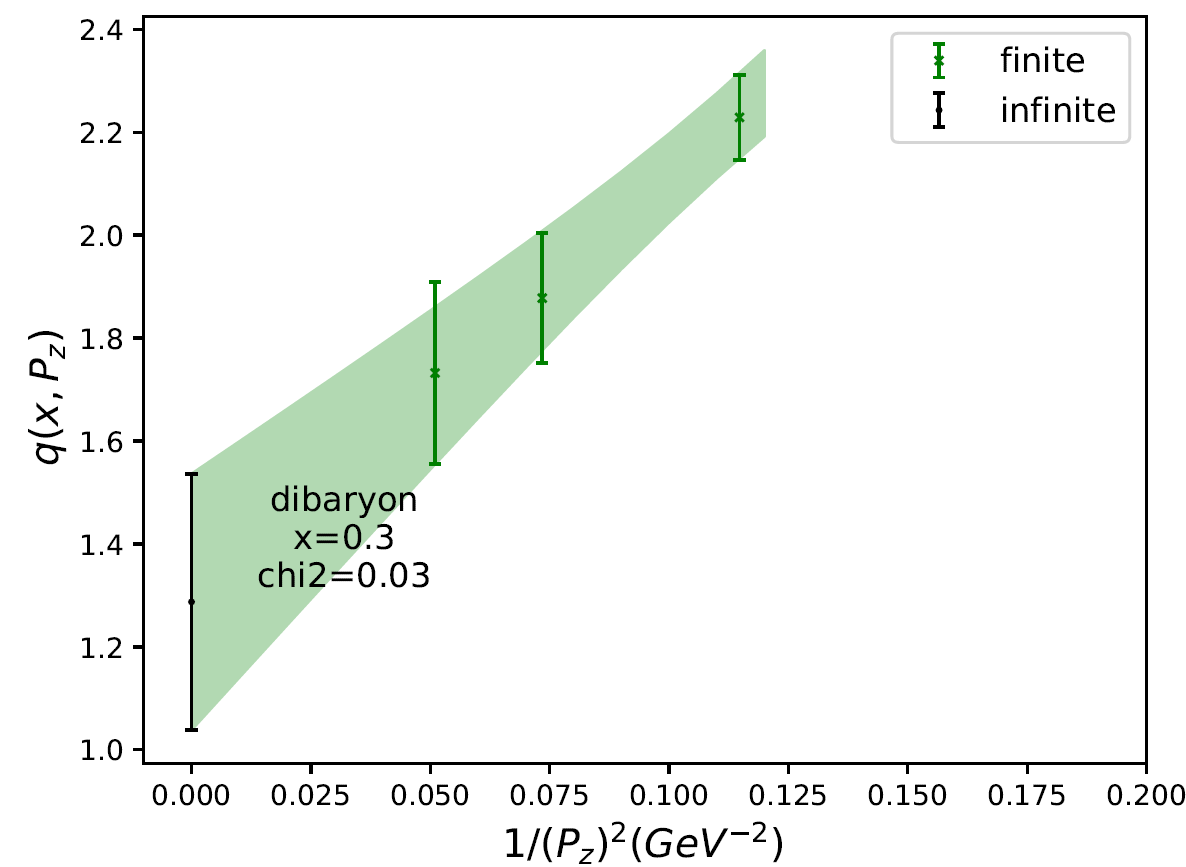 2.4
2.2
2.0
1.8
1.6
1.4
1.2
1.0
q(x, P_z)
finite
infinite
dibaryon
x=0.3
chi2=0.03
0.000 0.025 0.050 0.075 0.100 0.125 0.150 0.175 0.200
1/(P_z)²(GeV⁻²)